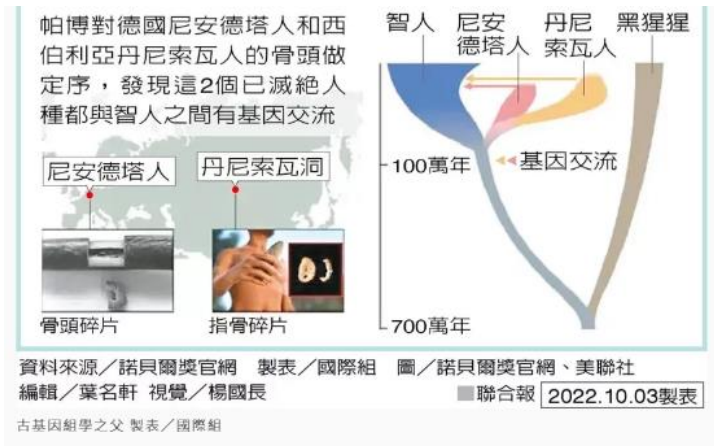 帕博對德國尼安德塔人和西
伯利亞丹尼索瓦人的骨頭做
定序，發現這2個已滅絕人
種都與智人之間有基因交流
尼安德塔人
丹尼索瓦洞
骨頭碎片
指骨碎片
智人
尼安
德塔人
丹尼
索瓦人
黑猩猩
100萬年
基因交流
700萬年
資料來源／諾貝爾獎官網 製表／國際組 圖／諾貝爾獎官網、美聯社
編輯／葉名軒 視覺／楊國長
聯合報 2022.10.03製表
古基因組學之父 製表／國際組